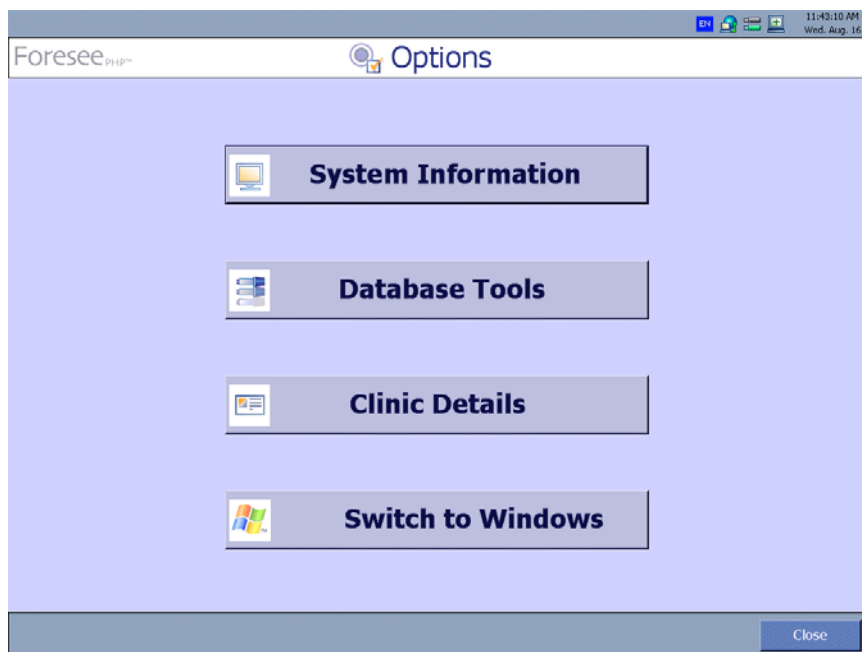 EN
11:43:10 AM
Wed. Aug. 16
Foresee PHP™
Options
System Information
Database Tools
Clinic Details
Switch to Windows
Close